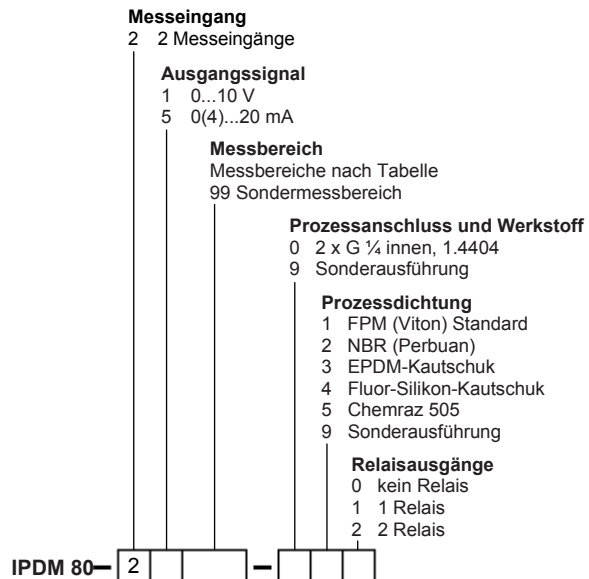 Messeingang
2 2 Messeingänge
Ausgangssignal
1 0...10 V
5 0(4)...20 mA
Messbereich
Messbereiche nach Tabelle
99 Sondermessbereich
Prozessanschluss und Werkstoff
0 2 x G ¼ innen, 1.4404
9 Sonderausführung
Prozessdichtung
1 FPM (Viton) Standard
2 NBR (Perbuan)
3 EPDM-Kautschuk
4 Fluor-Silikon-Kautschuk
5 Chemraz 505
9 Sonderausführung
Relaisausgänge
0 kein Relais
1 1 Relais
2 2 Relais
IPDM 80– 2 –